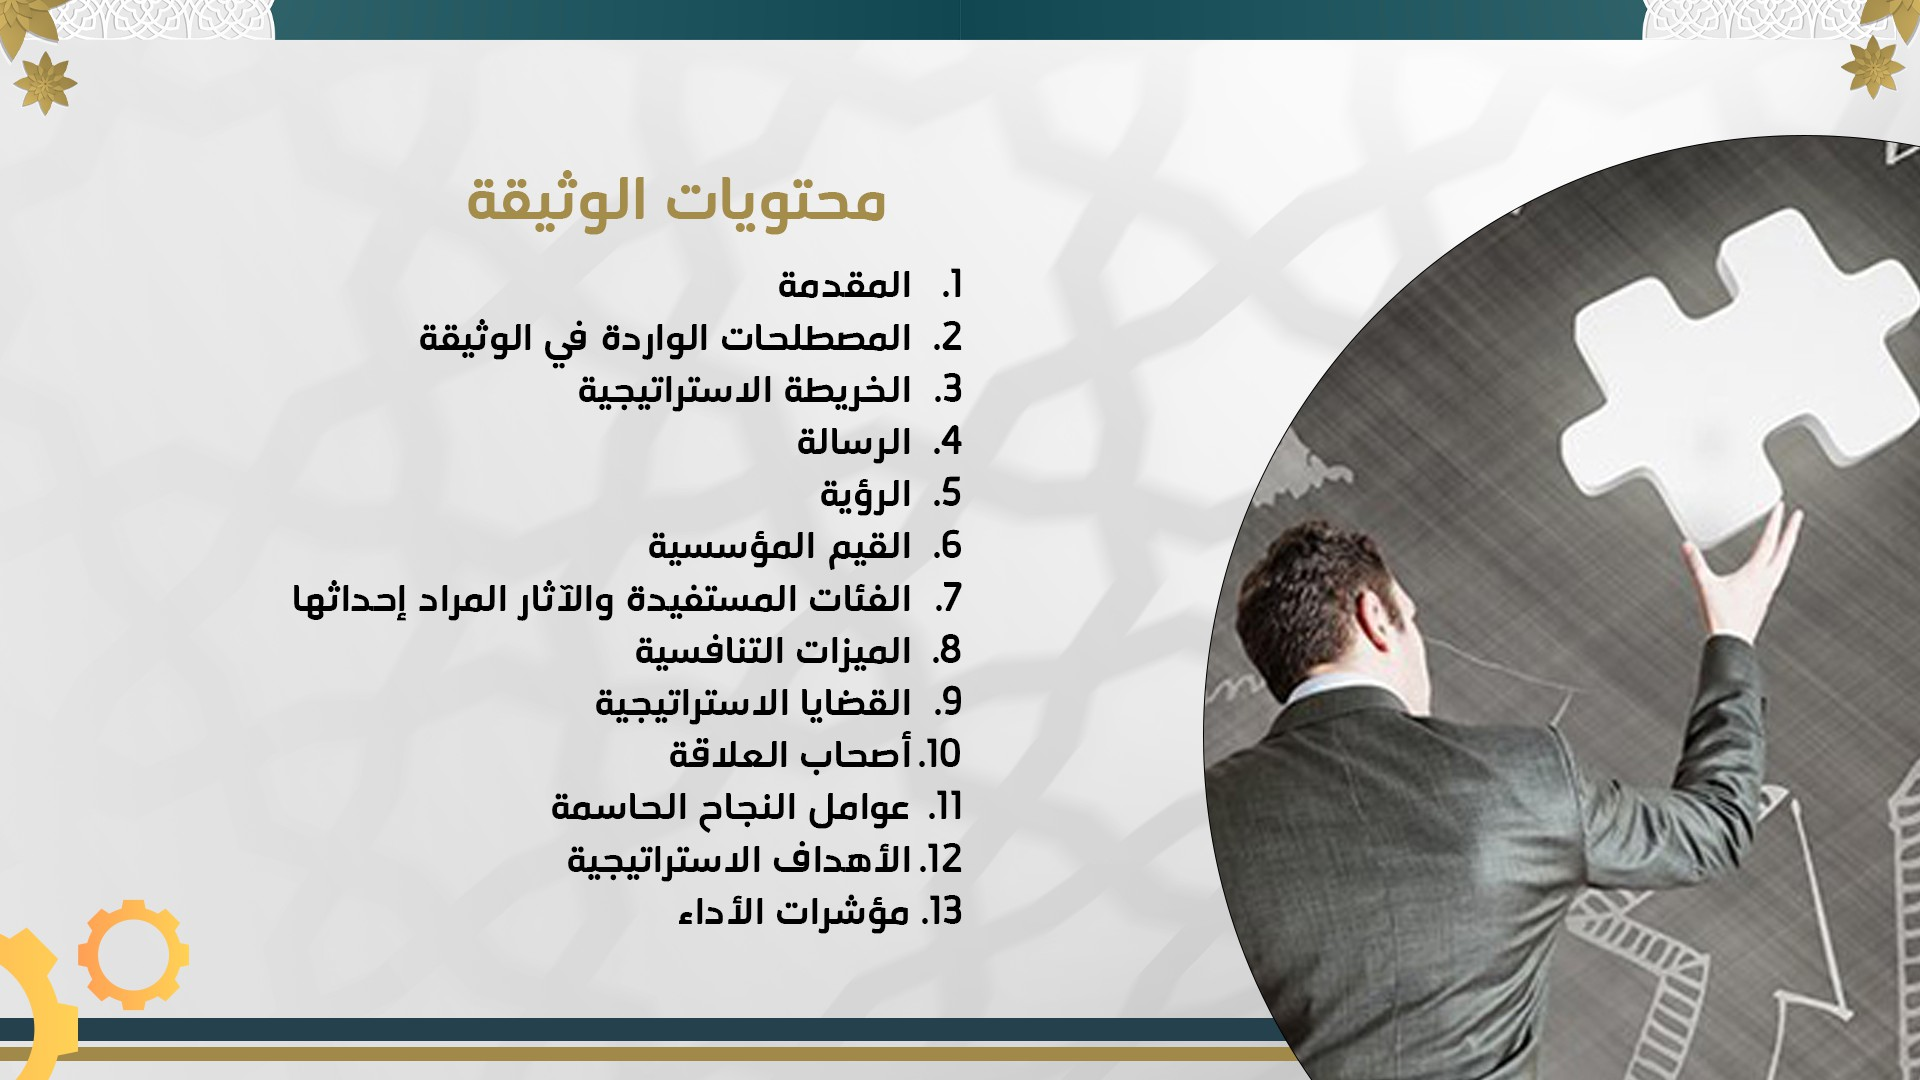 محتويات الوثيقة
1. المقدمة
2. المصطلحات الواردة في الوثيقة
3. الخريطة الاستراتيجية
4. الرسالة
5. الرؤية
6. القيم المؤسسية
7. الفئات المستفيدة والآثار المراد إحداثها
8. الميزات التنافسية
9. القضايا الاستراتيجية
10. أصحاب العلاقة
11. عوامل النجاح الحاسمة
12. الأهداف الاستراتيجية
13. مؤشرات الأداء